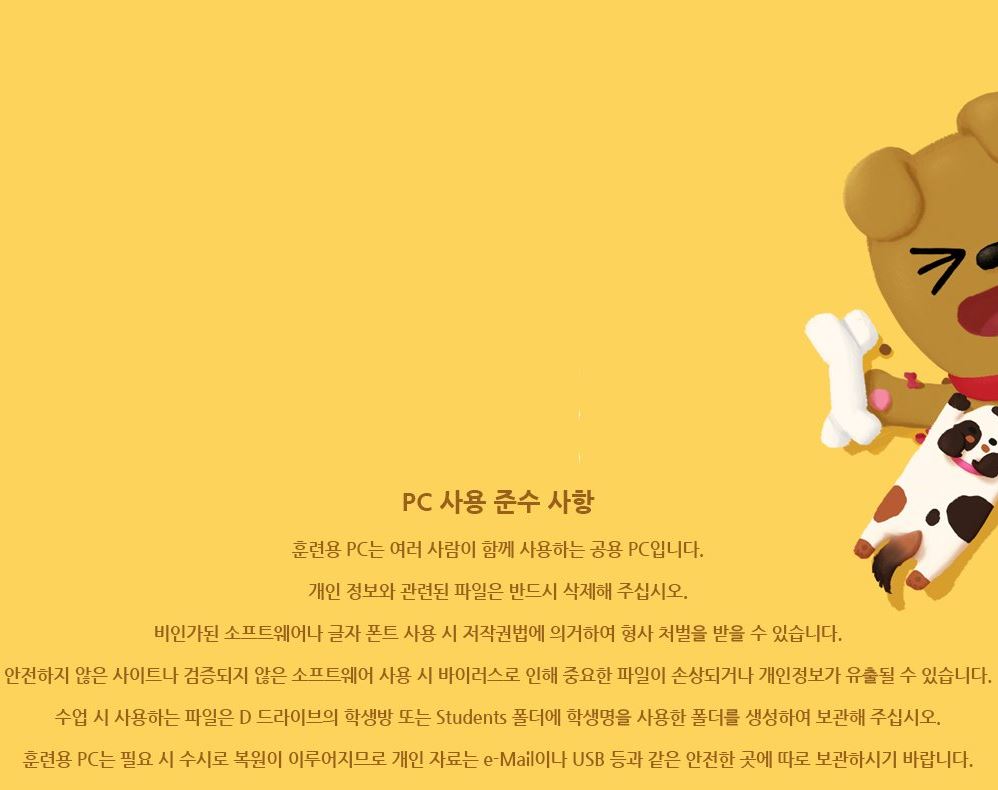 PC 사용 준수 사항
훈련용 PC는 여러 사람이 함께 사용하는 공용 PC입니다.
개인 정보와 관련된 파일은 반드시 삭제해 주십시오.
비인가된 소프트웨어나 글자 폰트 사용 시 저작권법에 의거하여 형사 처벌을 받을 수 있습니다.
안전하지 않은 사이트나 검증되지 않은 소프트웨어 사용 시 바이러스로 인해 중요한 파일이 손상되거나 개인정보가 유출될 수 있습니다.
수업 시 사용하는 파일은 D 드라이브의 학생방 또는 Students 폴더에 학생명을 사용한 폴더를 생성하여 보관해 주십시오.
훈련용 PC는 필요 시 수시로 복원이 이루어지므로 개인 자료는 e-Mail이나 USB 등과 같은 안전한 곳에 따로 보관하시기 바랍니다.